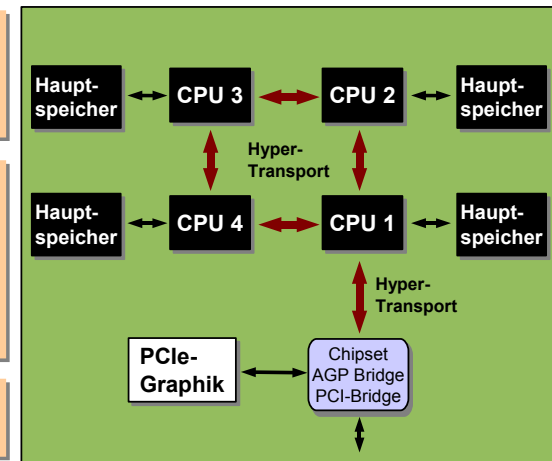 Haupt-
speicher
CPU 3
CPU 2
Haupt-
speicher
Hyper-
Transport
Haupt-
speicher
CPU 4
CPU 1
Haupt-
speicher
Hyper-
Transport
PCIe-
Graphik
Chipset
AGP Bridge
PCI-Bridge